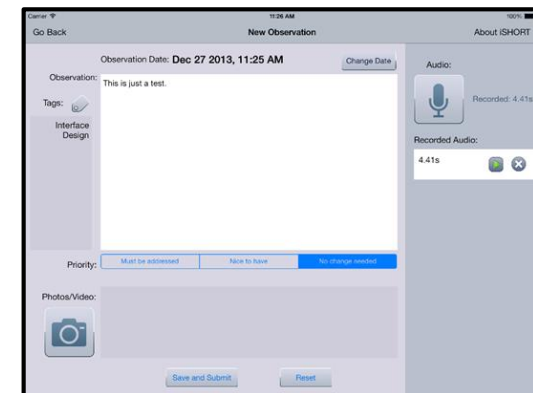 Carrier 11:26 AM 100%
Go Back New Observation About iSHORT
Observation Date: Dec 27 2013, 11:25 AM Change Date
Observation: This is just a test.
Tags:
Interface
Design
Priority: Must be addressed Nice to have No change needed
Photos/Video:
Save and Submit Reset
Audio:
Recorded: 4.41s
Recorded Audio:
4.41s